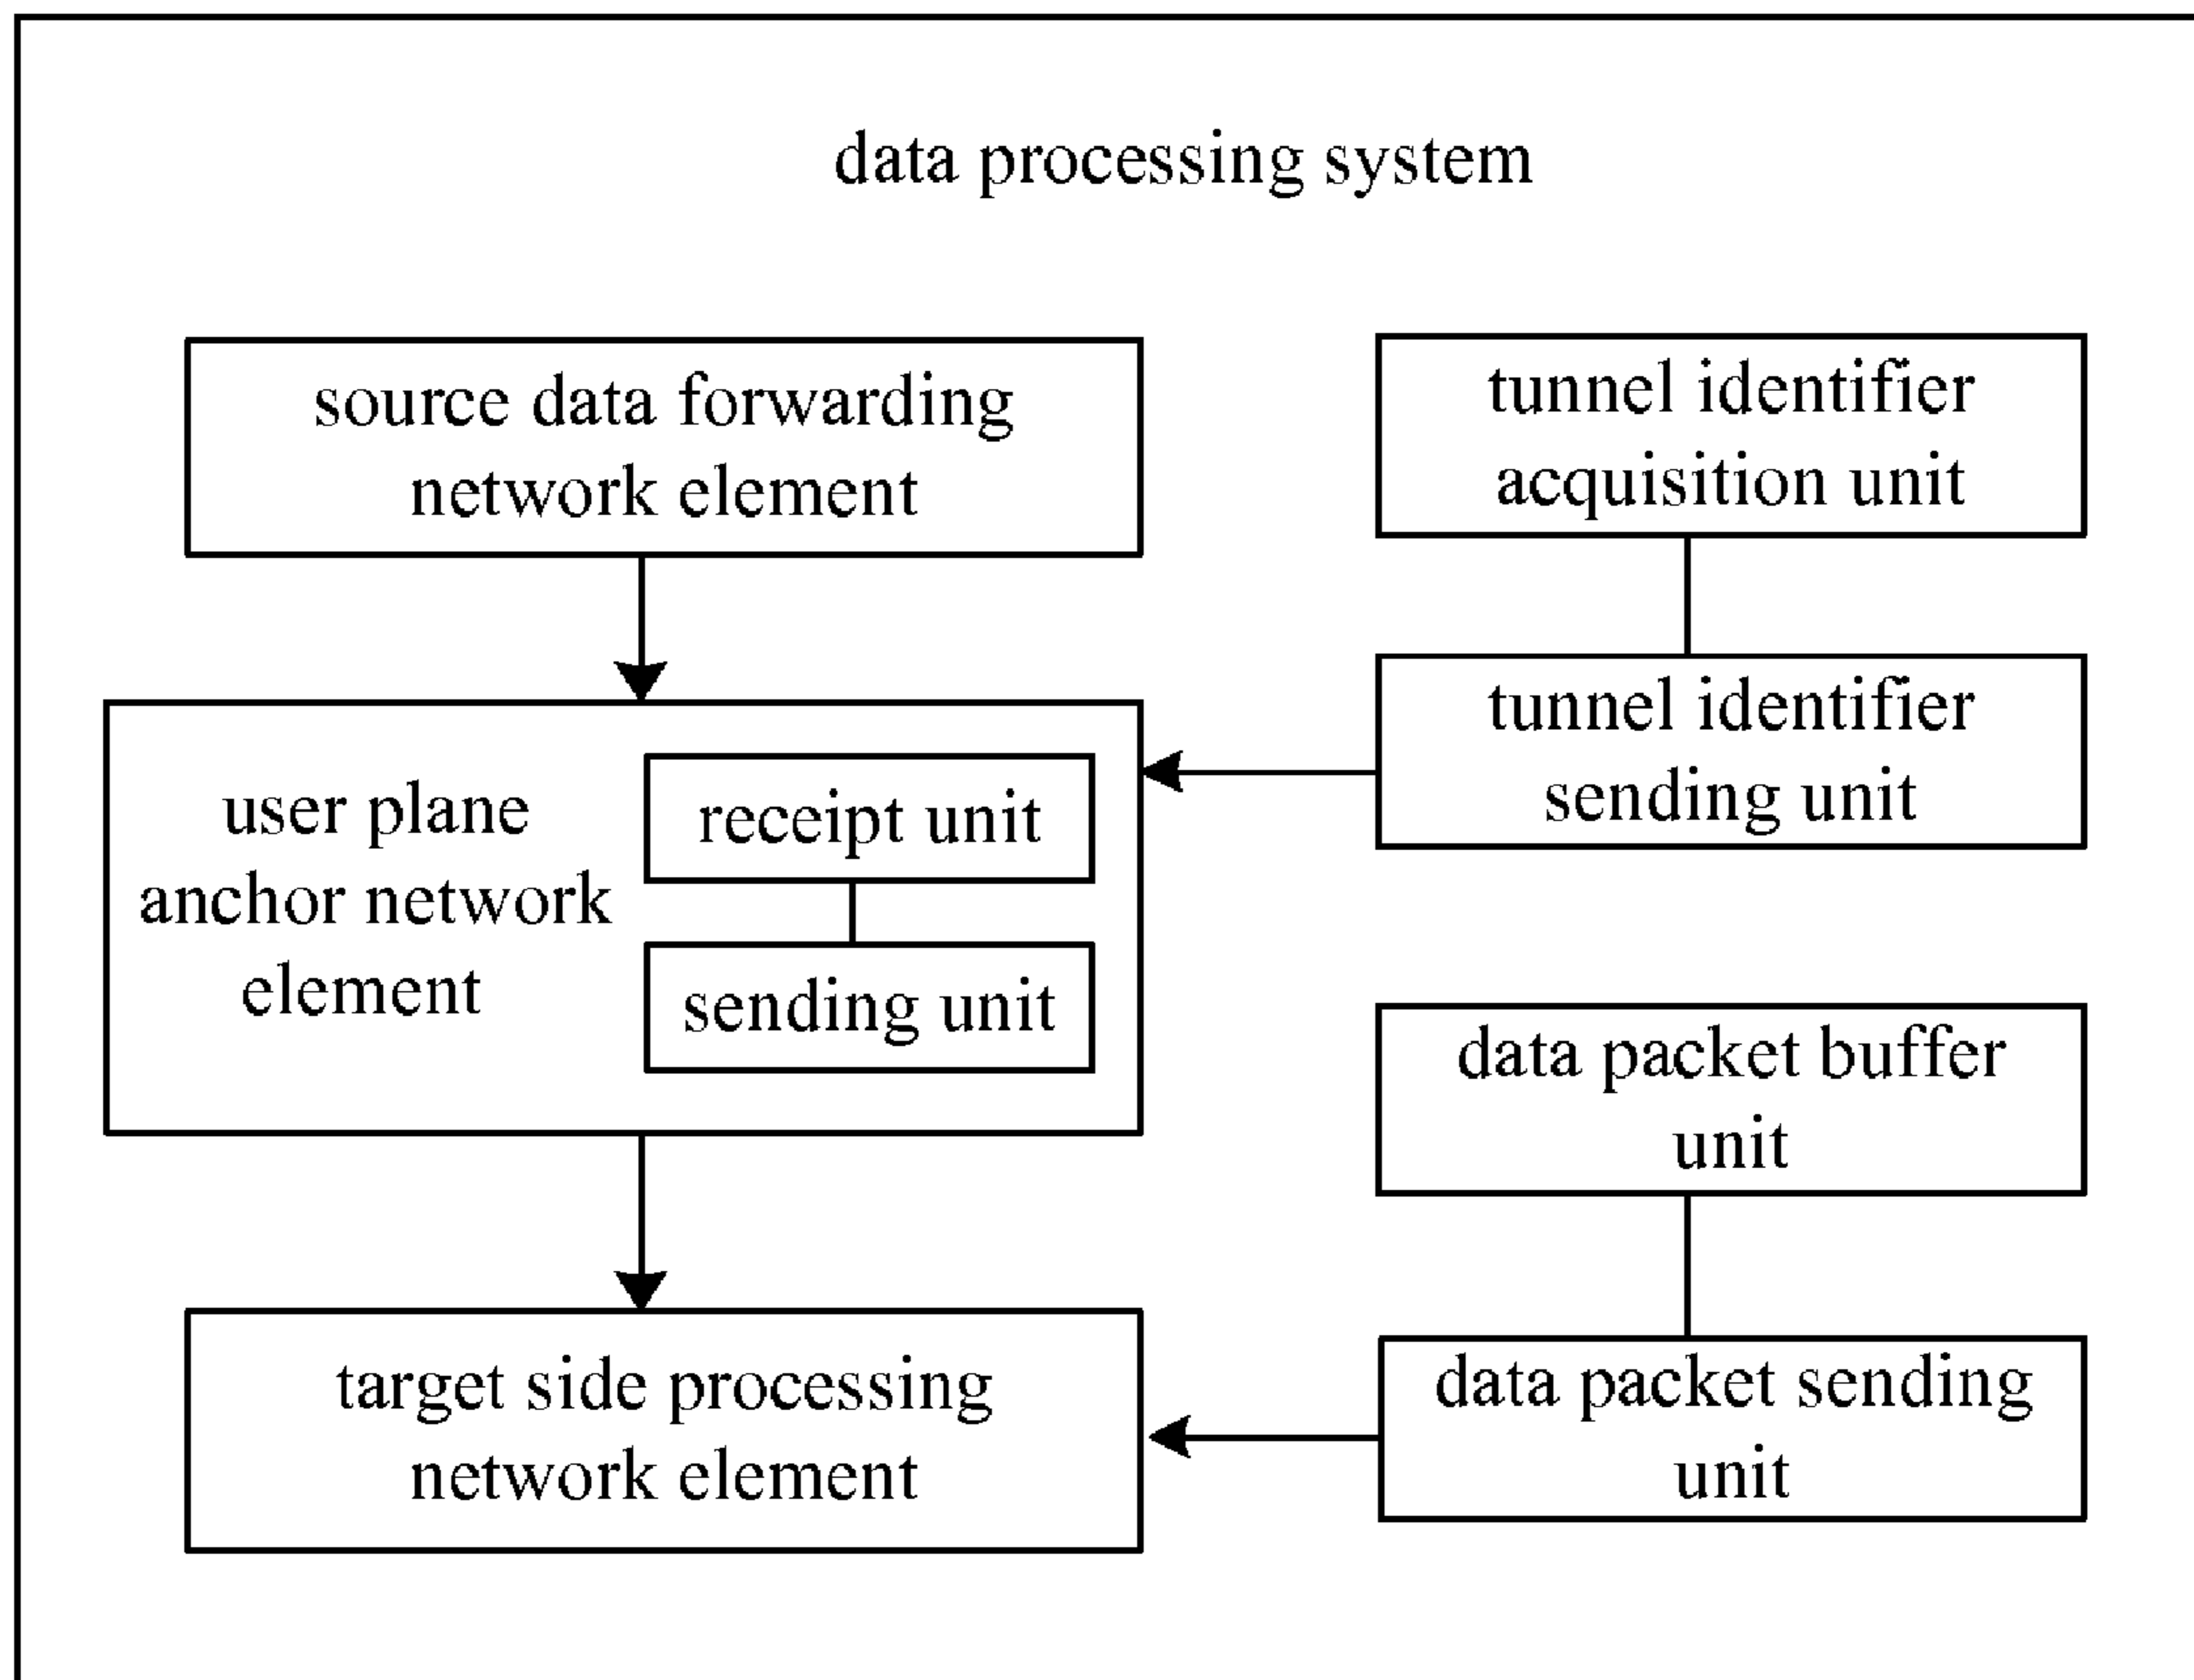 data processing system
source data forwarding
network element
tunnel identifier
acquisition unit
tunnel identifier
sending unit
user plane
anchor network
element
receipt unit
sending unit
data packet buffer
unit
target side processing
network element
data packet sending
unit